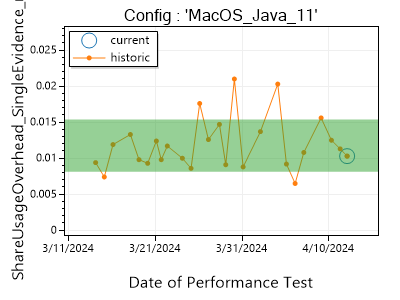 Config : 'MacOS_Java_11'
ShareUsageOverhead_SingleEvidence_
current
historic
0.025
0.02
0.015
0.01
0.005
0
3/11/2024
3/21/2024
3/31/2024
4/10/2024
Date of Performance Test